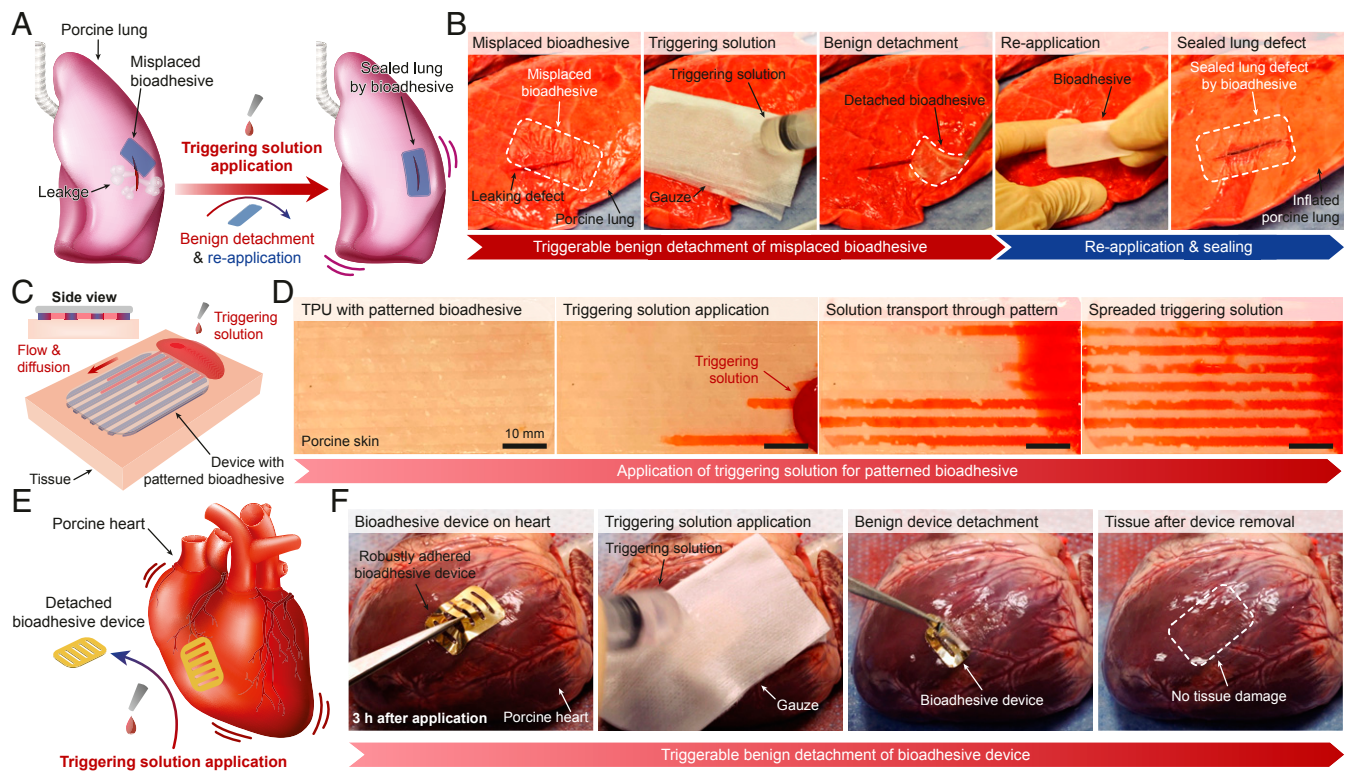 A
Porcine lung
Misplaced
bioadhesive
Leakge
Triggering solution
application
Benign detachment
& re-application
Sealed lung
by bioadhesive
B
Misplaced bioadhesive
Misplaced
bioadhesive
Leaking defect
Porcine lung
Triggering solution
Triggering solution
Gauze
Benign detachment
Detached bioadhesive
Re-application
Bioadhesive
Sealed lung defect
Sealed lung defect
by bioadhesive
Inflated
porcine lung
Triggerable benign detachment of misplaced bioadhesive
Re-application & sealing
C
Side view
Triggering
solution
Flow &
diffusion
Tissue
Device with
patterned bioadhesive
D
TPU with patterned bioadhesive
Porcine skin
10 mm
Triggering solution application
Triggering
solution
Solution transport through pattern
Spreaded triggering solution
Application of triggering solution for patterned bioadhesive
E
Porcine heart
Detached
bioadhesive device
Triggering solution application
F
Bioadhesive device on heart
Robustly adhered
bioadhesive device
3 h after application
Porcine heart
Triggering solution application
Triggering solution
Gauze
Benign device detachment
Bioadhesive device
Tissue after device removal
No tissue damage
Triggerable benign detachment of bioadhesive device